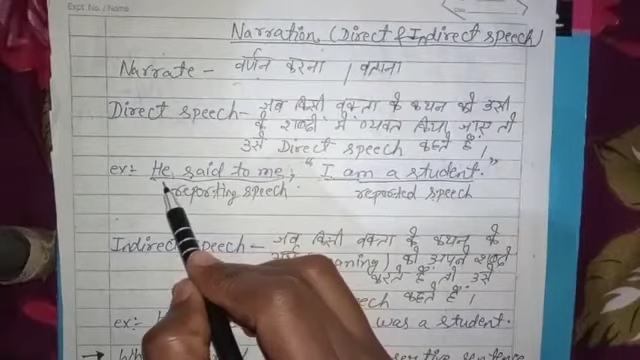 Expt. No. / Name
Narration (Direct & Indirect speech)
Narrate - वर्णन करना / बताना
Direct speech - जब किसी वक्ता के कथन को उसी
के शब्दों में व्यक्त किया जाए तो
उसे Direct speech कहते हैं।
ex:- He said to me, "I am a student."
reporting speech reported speech
Indirect speech - जब किसी वक्ता के कथन के
को अपने शब्दों
करते हैं तो उसे
speech कहते हैं।
ex: was a student.
sentence